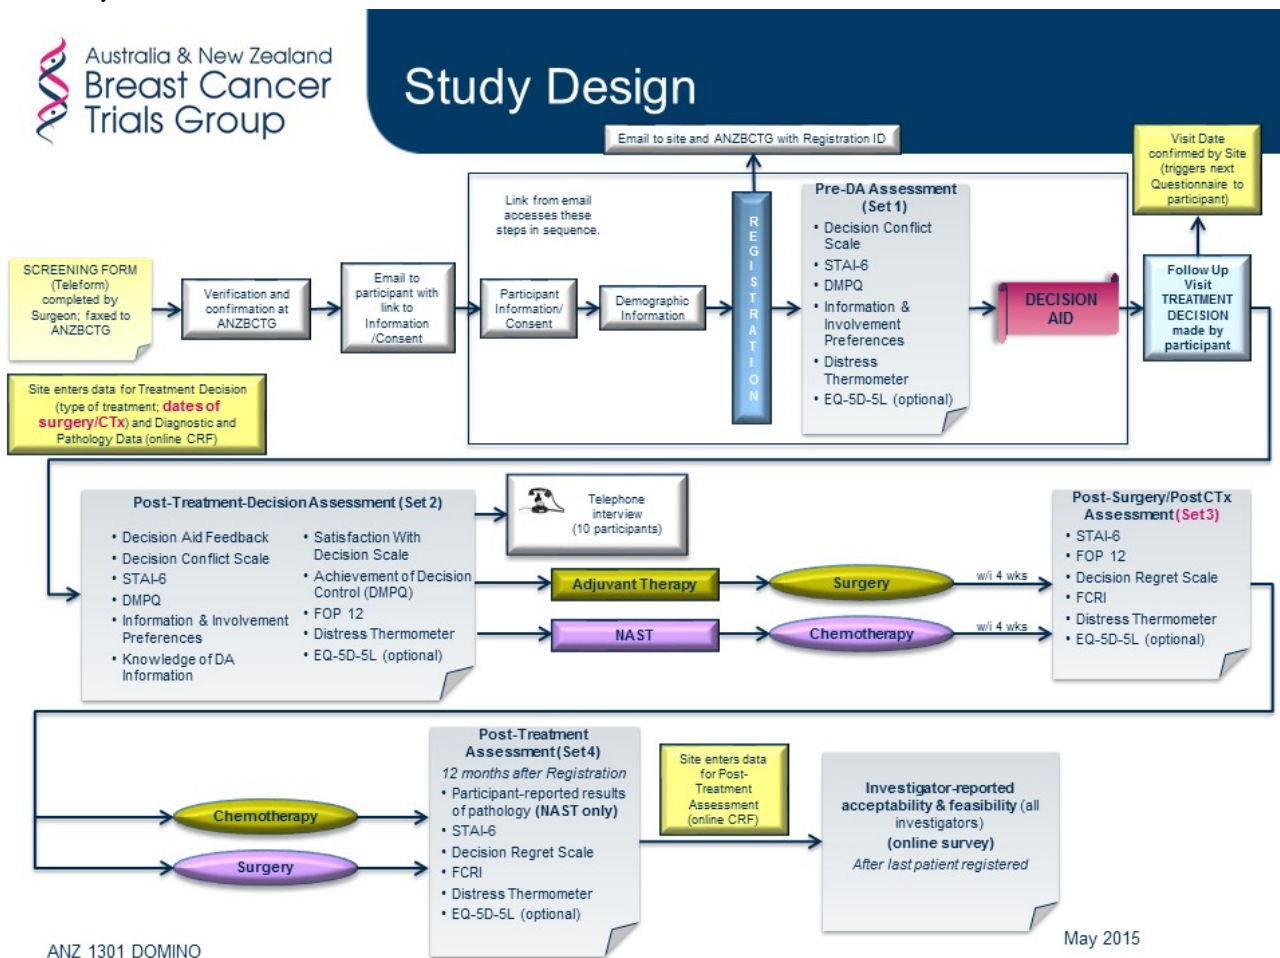 Australia & New Zealand
Breast Cancer
Trials Group
Study Design
Email to site and ANZBCTG with Registration ID
Visit Date
confirmed by Site
(triggers next
Questionnaire to
participant)
Link from email
accesses these
steps in sequence.
SCREENING FORM
(Teleform)
completed by
Surgeon; faxed to
ANZBCTG
Verification and
confirmation at
ANZBCTG
Email to
participant with
link to
Information
/Consent
Participant
Information/
Consent
Demographic
Information
REGISTRATION
Pre-DA Assessment
(Set 1)
• Decision Conflict
Scale
• STAI-6
• DMPQ
• Information &
Involvement
Preferences
• Distress
Thermometer
• EQ-5D-5L (optional)
DECISION
AID
Follow Up
Visit
TREATMENT
DECISION
made by
participant
Site enters data for Treatment Decision
(type of treatment; dates of
surgery/CTx) and Diagnostic and
Pathology Data (online CRF)
Post-Treatment-Decision Assessment (Set 2)
• Decision Aid Feedback
• Decision Conflict Scale
• STAI-6
• DMPQ
• Information & Involvement
Preferences
• Knowledge of DA
Information
• Satisfaction With
Decision Scale
• Achievement of Decision
Control (DMPQ)
• FOP 12
• Distress Thermometer
• EQ-5D-5L (optional)
Telephone
interview
(10 participants)
Adjuvant Therapy
Surgery
w/i 4 wks
NAST
Chemotherapy
w/i 4 wks
Post-Surgery/PostCTx
Assessment (Set3)
• STAI-6
• FOP 12
• Decision Regret Scale
• FCRI
• Distress Thermometer
• EQ-5D-5L (optional)
Chemotherapy
Surgery
Post-Treatment
Assessment (Set4)
12 months after Registration
• Participant-reported results
of pathology (NAST only)
• STAI-6
• Decision Regret Scale
• FCRI
• Distress Thermometer
• EQ-5D-5L (optional)
Site enters data
for Post-
Treatment
Assessment
(online CRF)
Investigator-reported
acceptability & feasibility (all
investigators)
(online survey)
After last patient registered
ANZ 1301 DOMINO
May 2015